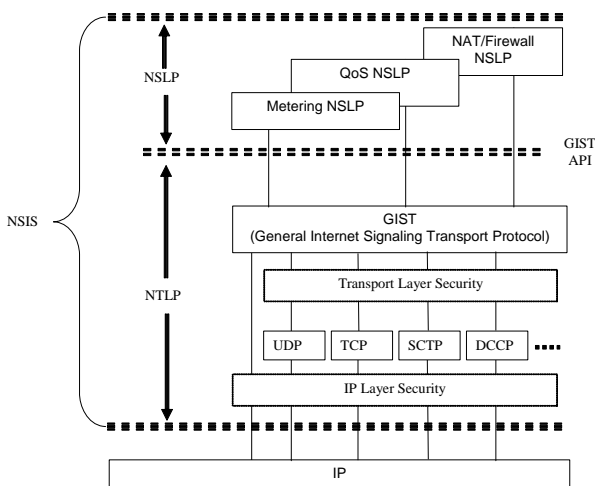 NAT/Firewall
NSLP
QoS NSLP
NSLP
Metering NSLP
GIST
API
NSIS
GIST
(General Internet Signaling Transport Protocol)
Transport Layer Security
NTLP
UDP
TCP
SCTP
DCCP
IP Layer Security
IP